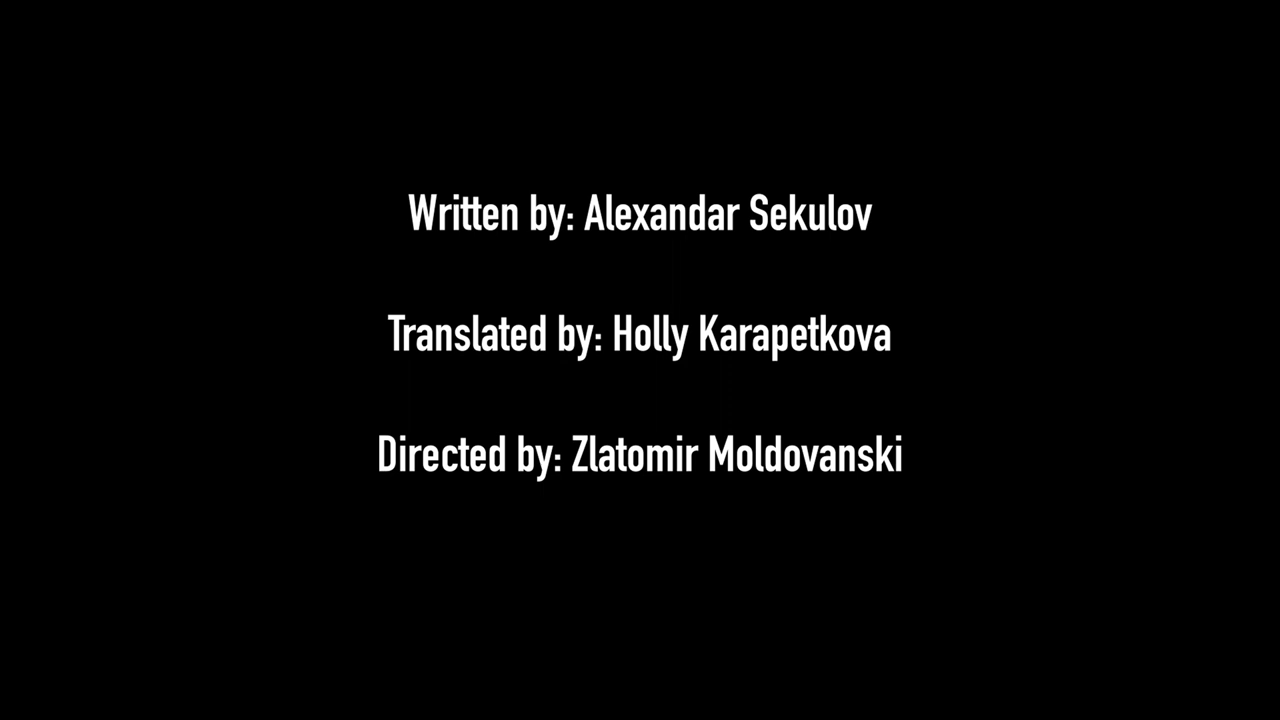 Written by: Alexandar Sekulov
Translated by: Holly Karapetkova
Directed by: Zlatomir Moldovanski